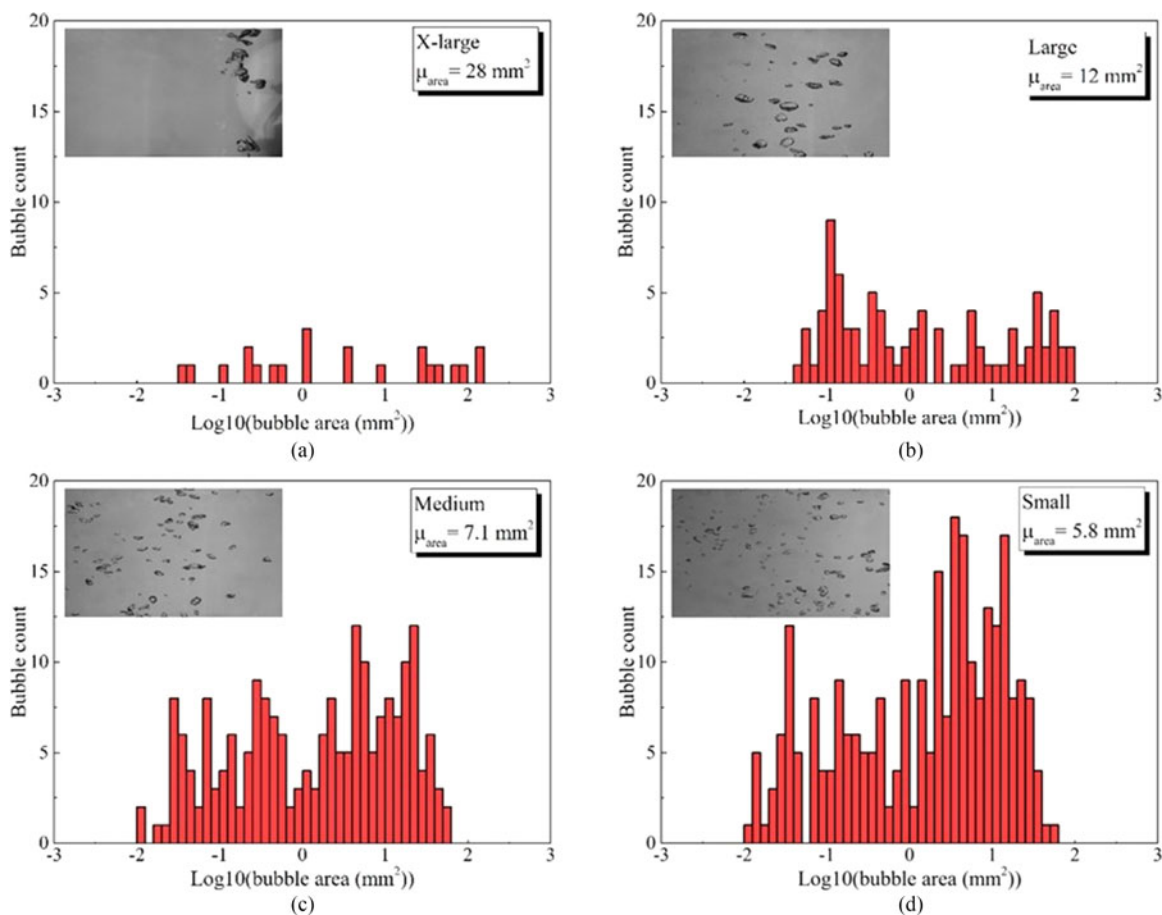 20
15
10
5
0
Bubble count
X-large
μarea= 28 mm²
-3 -2 -1 0 1 2 3
Log10(bubble area (mm²))
(a)
20
15
10
5
0
Bubble count
Large
μarea= 12 mm²
-3 -2 -1 0 1 2 3
Log10(bubble area (mm²))
(b)
20
15
10
5
0
Bubble count
Medium
μarea= 7.1 mm²
-3 -2 -1 0 1 2 3
Log10(bubble area (mm²))
(c)
20
15
10
5
0
Bubble count
Small
μarea= 5.8 mm²
-3 -2 -1 0 1 2 3
Log10(bubble area (mm²))
(d)